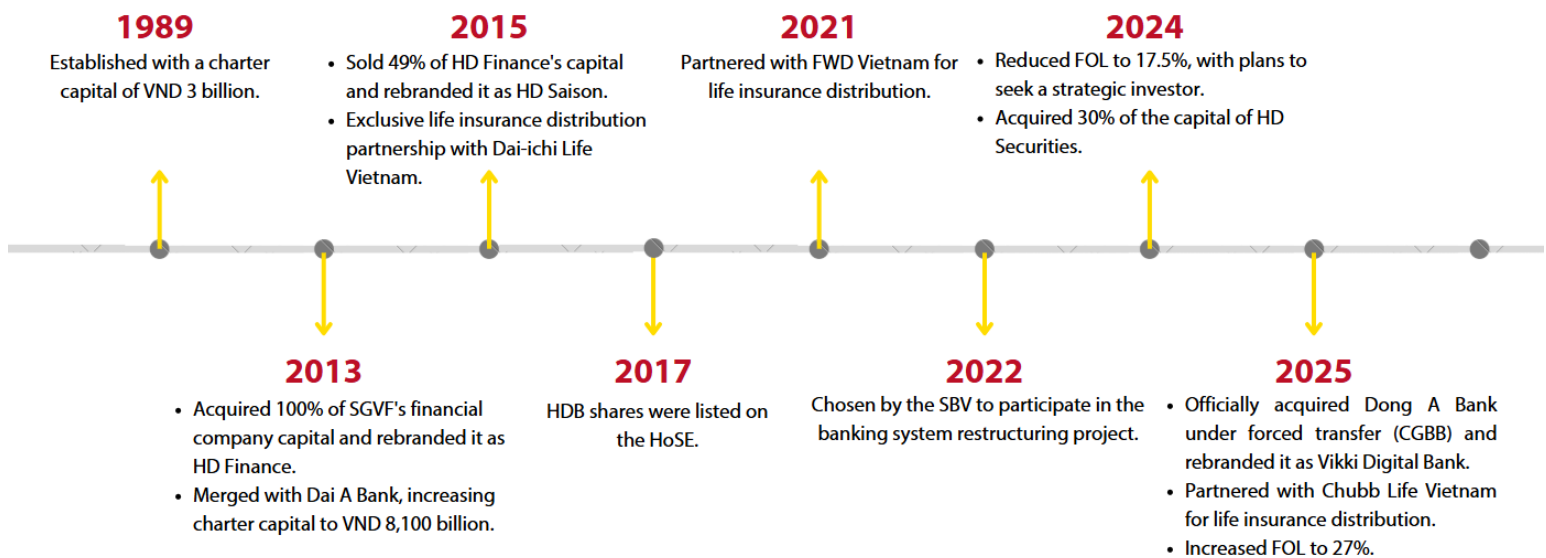 1989
Established with a charter
capital of VND 3 billion.
2015
• Sold 49% of HD Finance's capital
and rebranded it as HD Saison.
• Exclusive life insurance distribution
partnership with Dai-ichi Life
Vietnam.
2021
Partnered with FWD Vietnam for
life insurance distribution.
2024
• Reduced FOL to 17.5%, with plans to
seek a strategic investor.
• Acquired 30% of the capital of HD
Securities.
2013
• Acquired 100% of SGVF's financial
company capital and rebranded it as
HD Finance.
• Merged with Dai A Bank, increasing
charter capital to VND 8,100 billion.
2017
HDB shares were listed on
the HoSE.
2022
Chosen by the SBV to participate in the
banking system restructuring project.
2025
• Officially acquired Dong A Bank
under forced transfer (CGBB) and
rebranded it as Vikki Digital Bank.
• Partnered with Chubb Life Vietnam
for life insurance distribution.
• Increased FOL to 27%.